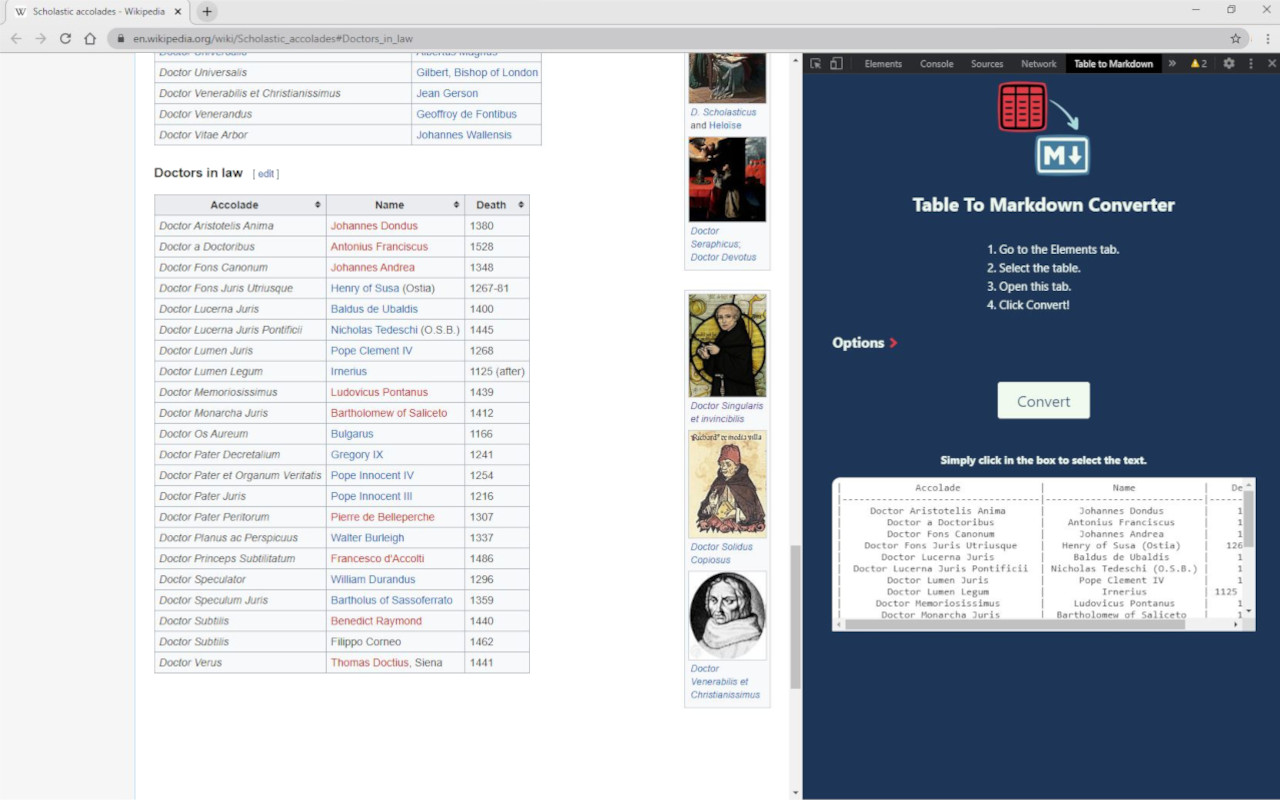 Scholastic accolades - Wikipedia
en.wikipedia.org/wiki/Scholastic_accolades#Doctors_in_law
Doctor Universalis Albertus Magnus
Doctor Universalis Gilbert, Bishop of London
Doctor Venerabilis et Christianissimus Jean Gerson
Doctor Venerandus Geoffroy de Fontibus
Doctor Vitae Arbor Johannes Wallensis
Doctors in law [ edit ]
Accolade Name Death
Doctor Aristotelis Anima Johannes Dondus 1380
Doctor a Doctoribus Antonius Franciscus 1528
Doctor Fons Canonum Johannes Andrea 1348
Doctor Fons Juris Utriusque Henry of Susa (Ostia) 1267-81
Doctor Lucerna Juris Baldus de Ubaldis 1400
Doctor Lucerna Juris Pontificii Nicholas Tedeschi (O.S.B.) 1445
Doctor Lumen Juris Pope Clement IV 1268
Doctor Lumen Legum Irnerius 1125 (after)
Doctor Memoriosissimus Ludovicus Pontanus 1439
Doctor Monarcha Juris Bartholomew of Saliceto 1412
Doctor Os Aureum Bulgarus 1166
Doctor Pater Decretalium Gregory IX 1241
Doctor Pater et Organum Veritatis Pope Innocent IV 1254
Doctor Pater Juris Pope Innocent III 1216
Doctor Pater Peritorum Pierre de Belleperche 1307
Doctor Planus ac Perspicuus Walter Burleigh 1337
Doctor Princeps Subtilitatum Francesco d'Accolti 1486
Doctor Speculator William Durandus 1296
Doctor Speculum Juris Bartholus of Sassoferrato 1359
Doctor Subtilis Benedict Raymond 1440
Doctor Subtilis Filippo Corneo 1462
Doctor Verus Thomas Doctius, Siena 1441
D. Scholasticus
and Heloise
Doctor
Seraphicus;
Doctor Devotus
Doctor Singularis
et invincibilis
Richard' de media villa
Doctor Solidus
Copiosus
Doctor
Venerabilis et
Christianissimus
Elements Console Sources Network Table to Markdown » 2
M
Table To Markdown Converter
1. Go to the Elements tab.
2. Select the table.
3. Open this tab.
4. Click Convert!
Options
Convert
Simply click in the box to select the text.
| Accolade | Name | De
|---------------------------------|----------------------------|------
| Doctor Aristotelis Anima | Johannes Dondus | 1
| Doctor a Doctoribus | Antonius Franciscus | 1
| Doctor Fons Canonum | Johannes Andrea | 1
| Doctor Fons Juris Utriusque | Henry of Susa (Ostia) | 126
| Doctor Lucerna Juris | Baldus de Ubaldis | 1
| Doctor Lucerna Juris Pontificii | Nicholas Tedeschi (O.S.B.) | 1
| Doctor Lumen Juris | Pope Clement IV | 1
| Doctor Lumen Legum | Irnerius | 1125
| Doctor Memoriosissimus | Ludovicus Pontanus | 1
| Doctor Monarcha Juris | Bartholomew of Saliceto | 1